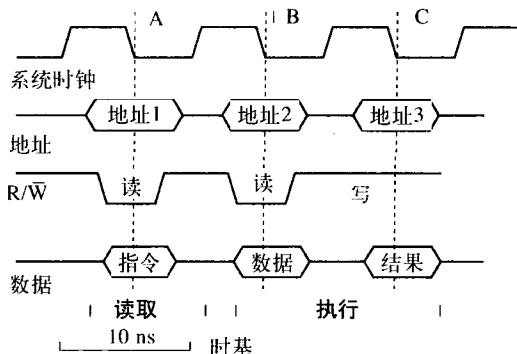 A B C
系统时钟
地址1 地址2 地址3
地址
R/W̅ 读 读 写
指令 数据 结果
数据
读取 执行
10 ns 时基